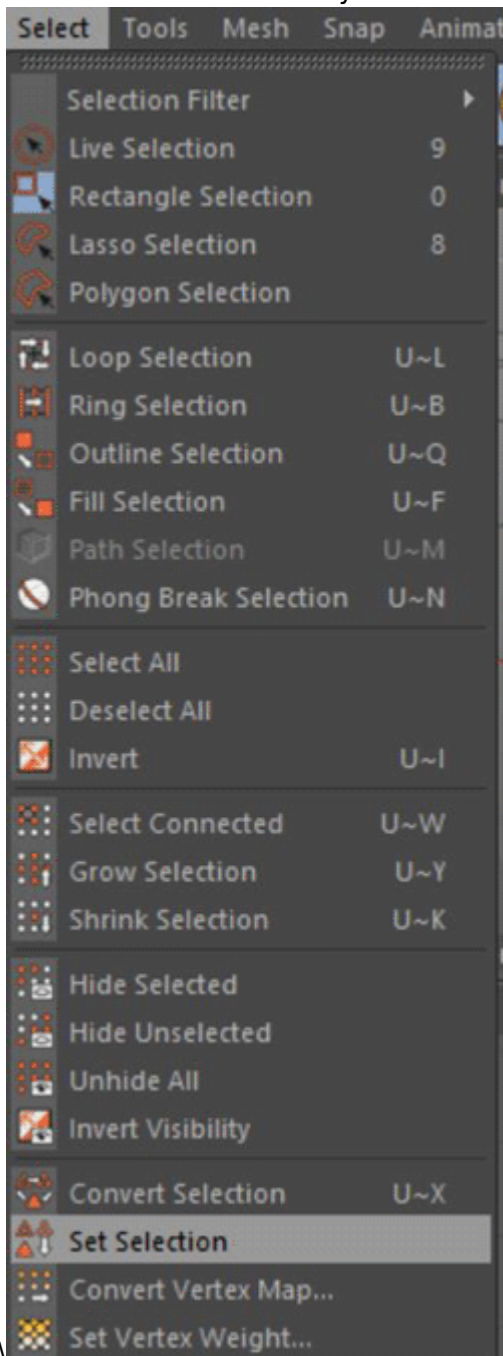 Select Tools Mesh Snap Animat
Selection Filter
Live Selection 9
Rectangle Selection 0
Lasso Selection 8
Polygon Selection
Loop Selection U~L
Ring Selection U~B
Outline Selection U~Q
Fill Selection U~F
Path Selection U~M
Phong Break Selection U~N
Select All
Deselect All
Invert U~I
Select Connected U~W
Grow Selection U~Y
Shrink Selection U~K
Hide Selected
Hide Unselected
Unhide All
Invert Visibility
Convert Selection U~X
Set Selection
Convert Vertex Map...
\ Set Vertex Weight...